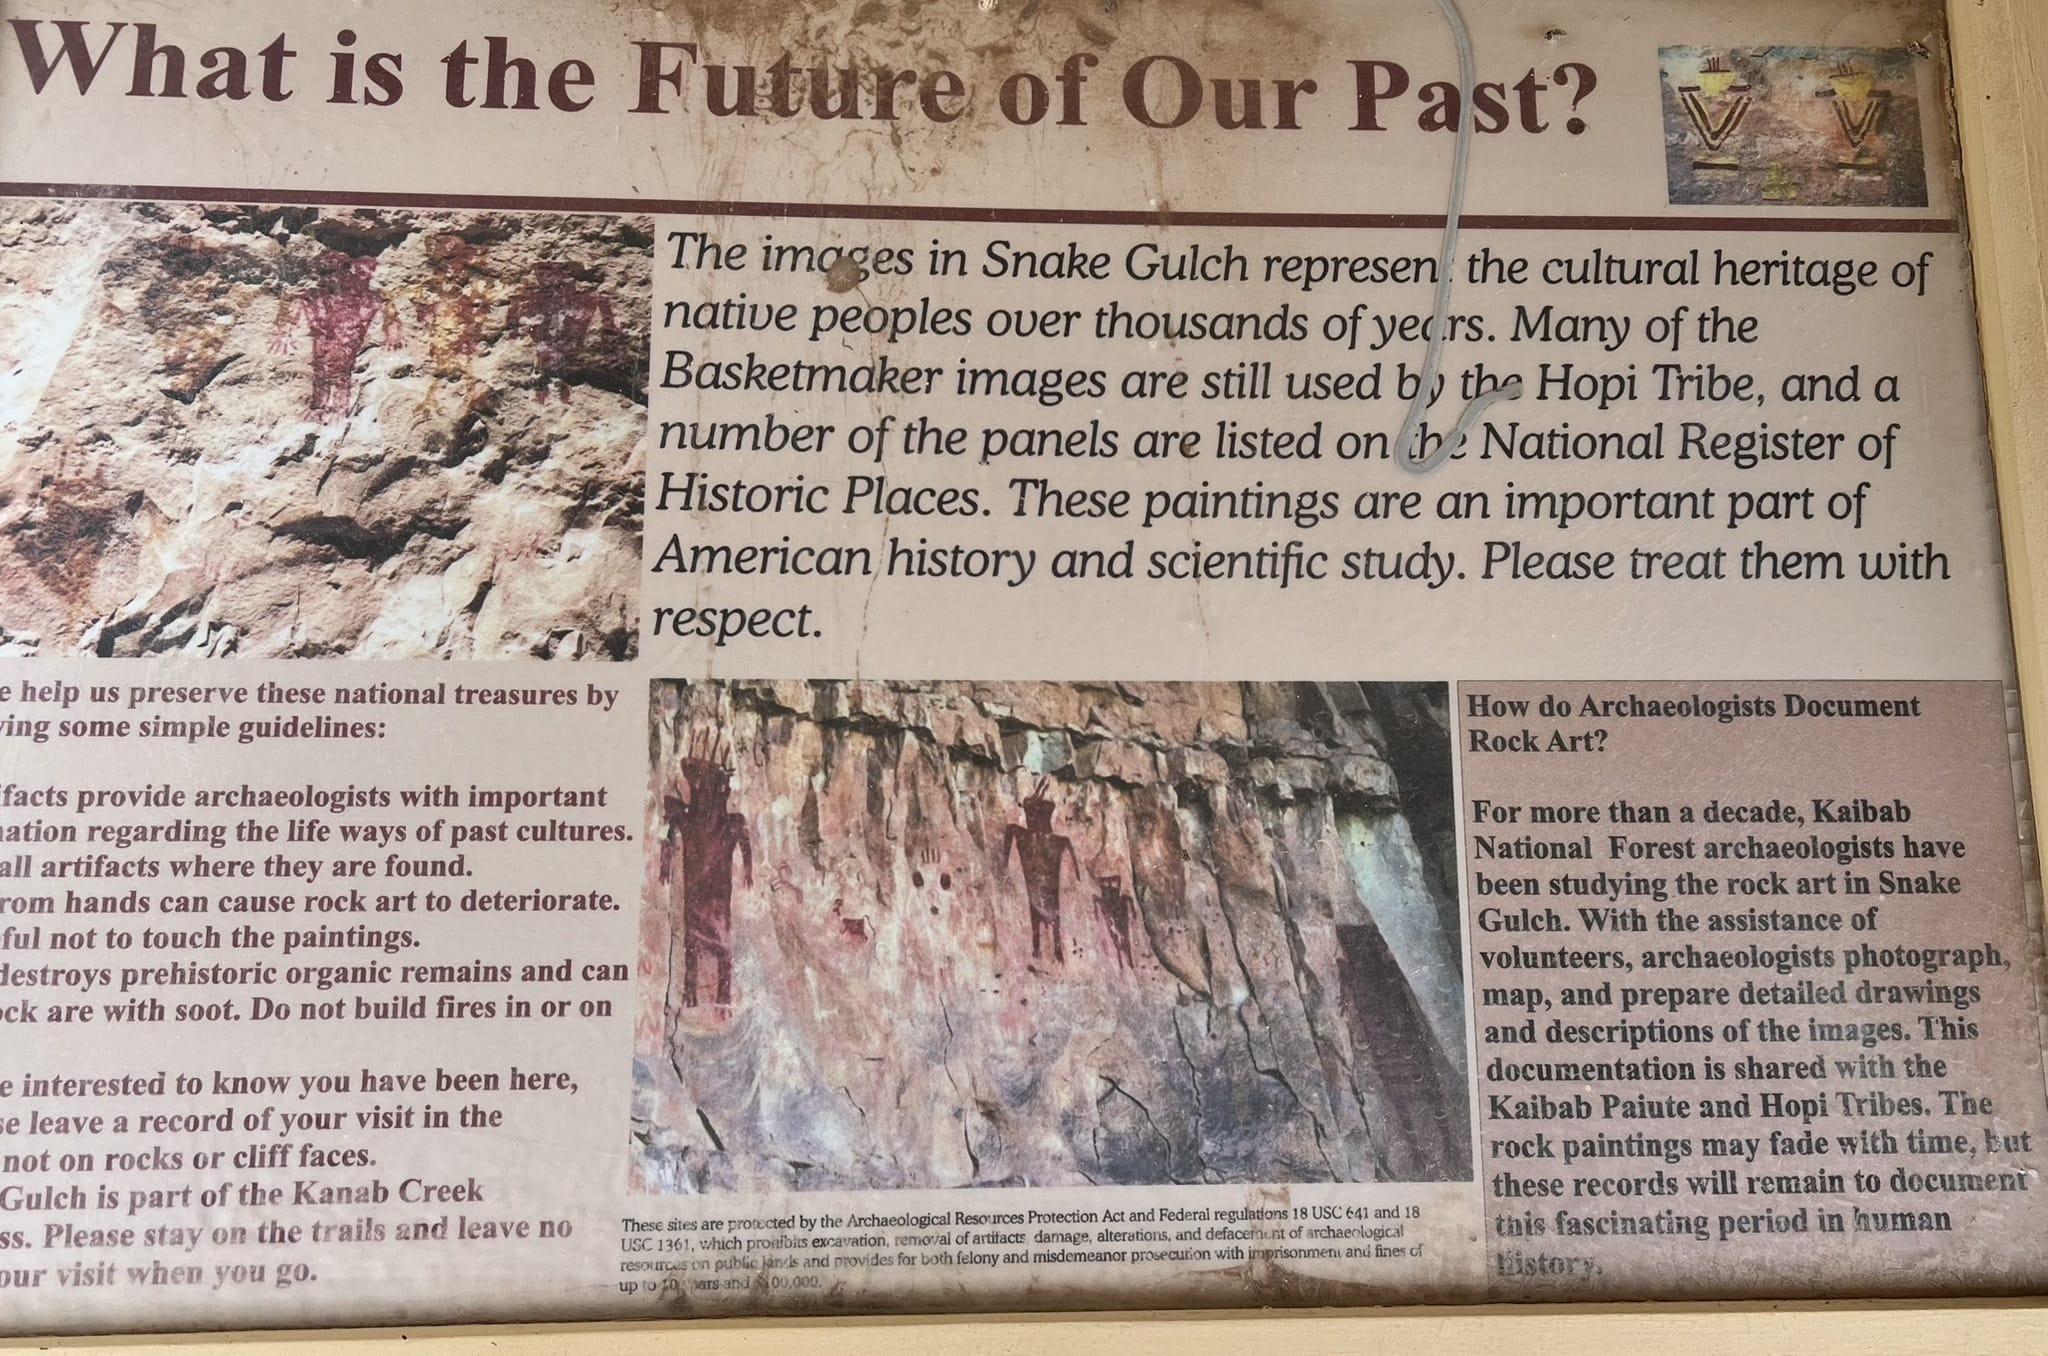 What is the Future of Our Past?
The images in Snake Gulch represent the cultural heritage of
native peoples over thousands of years. Many of the
Basketmaker images are still used by the Hopi Tribe, and a
number of the panels are listed on the National Register of
Historic Places. These paintings are an important part of
American history and scientific study. Please treat them with
respect.
help us preserve these national treasures by
some simple guidelines:
provide archaeologists with important
regarding the life ways of past cultures.
all artifacts where they are found.
from hands can cause rock art to deteriorate.
not to touch the paintings.
destroys prehistoric organic remains and can
are with soot. Do not build fires in or on
interested to know you have been here,
leave a record of your visit in the
not on rocks or cliff faces.
Gulch is part of the Kanab Creek
Please stay on the trails and leave no
our visit when you go.
These sites are protected by the Archaeological Resources Protection Act and Federal regulations 18 USC 641 and 18
USC 1361, which prohibits excavation, removal of artifacts, damage, alterations, and defacement of archaeological
resources on public lands and provides for both felony and misdemeanor prosecution with imprisonment and fines of
up to and
How do Archaeologists Document
Rock Art?
For more than a decade, Kaibab
National Forest archaeologists have
been studying the rock art in Snake
Gulch. With the assistance of
volunteers, archaeologists photograph,
map, and prepare detailed drawings
and descriptions of the images. This
documentation is shared with the
Kaibab Paiute and Hopi Tribes. The
rock paintings may fade with time, but
these records will remain to document
this fascinating period in human
history.